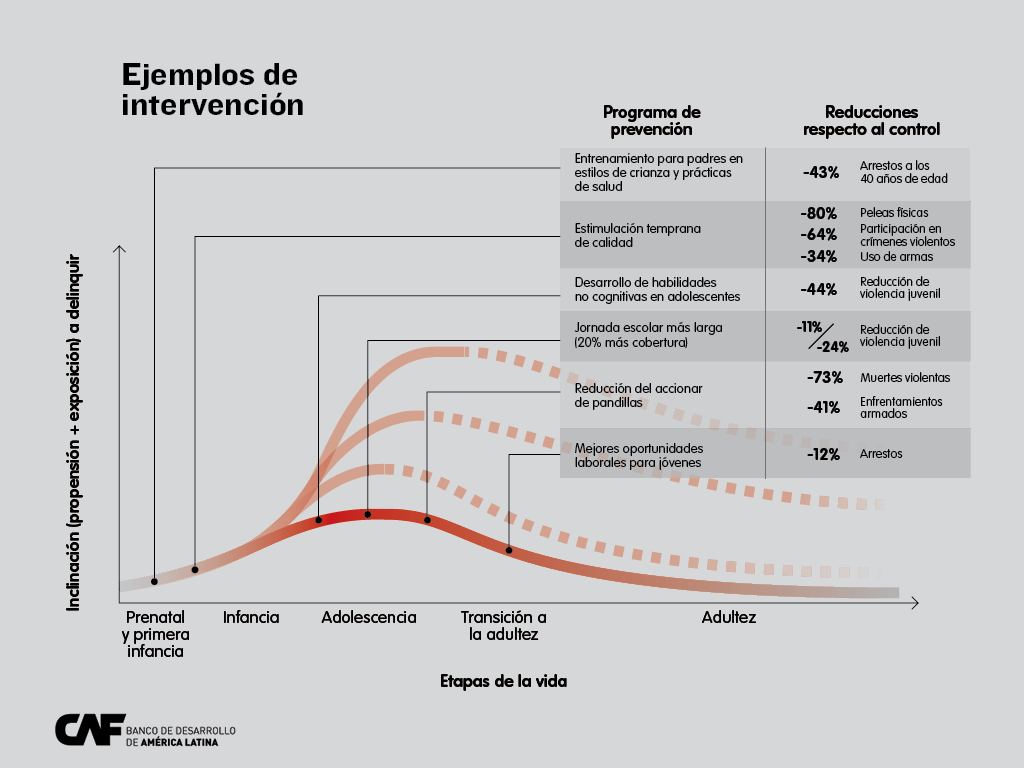 Ejemplos de
intervención
Programa de
prevención
Reducciones
respecto al control
Entrenamiento para padres en
estilos de crianza y prácticas
de salud
-43%
Arrestos a los
40 años de edad
Estimulación temprana
de calidad
-80%
Peleas físicas
-64%
Participación en
crímenes violentos
-34%
Uso de armas
Desarrollo de habilidades
no cognitivas en adolescentes
-44%
Reducción de
violencia juvenil
Jornada escolar más larga
(20% más cobertura)
-11%
-24%
Reducción de
violencia juvenil
Reducción del accionar
de pandillas
-73%
Muertes violentas
-41%
Enfrentamientos
armados
Mejores oportunidades
laborales para jóvenes
-12%
Arrestos
Inclinación (propensión + exposición) a delinquir
Prenatal
y primera
infancia
Infancia
Adolescencia
Transición a
la adultez
Adultez
Etapas de la vida
CAF
BANCO DE DESARROLLO
DE AMÉRICA LATINA